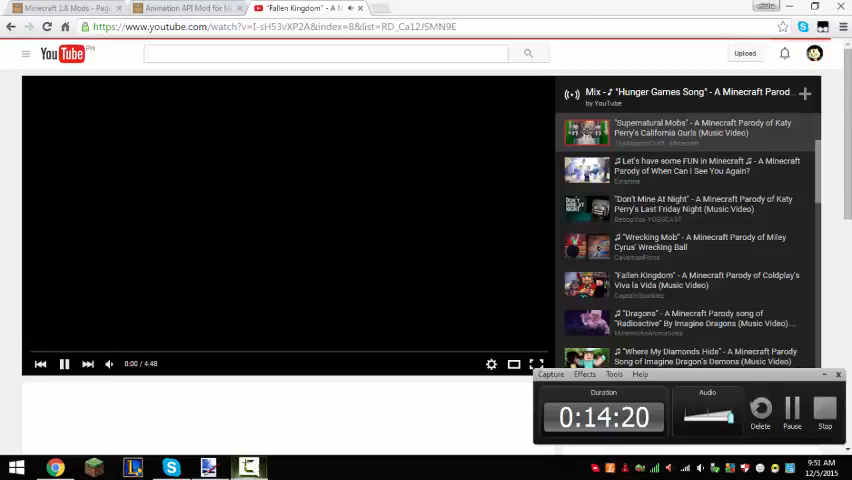 Minecraft 1.8 Mods - Pag
Animation API Mod for Mi
"Fallen Kingdom" - A M
https://www.youtube.com/watch?v=I-sH53vXP2A&index=8&list=RD_Ca12JSMN9E
YouTube PH
Upload
Mix - ♪ "Hunger Games Song" - A Minecraft Parod...
by YouTube
"Supernatural Mobs" - A Minecraft Parody of Katy
Perry's California Gurls (Music Video)
♫ Let's have some FUN in Minecraft ♫ - A Minecraft
Parody of When Can I See You Again?
"Don't Mine At Night" - A Minecraft Parody of Katy
Perry's Last Friday Night (Music Video)
BebopVox YOGSCAST
♫ "Wrecking Mob" - A Minecraft Parody of Miley
Cyrus' Wrecking Ball
CavemanFilms
"Fallen Kingdom" - A Minecraft Parody of Coldplay's
Viva la Vida (Music Video)
CaptainSparklez
♫ "Dragons" - A Minecraft Parody song of
"Radioactive" By Imagine Dragons (Music Video)...
MineworksAnimations
♫ "Where My Diamonds Hide" - A Minecraft Parody
Song of Imagine Dragon's Demons (Music Video)
0:00 / 4:48
Capture Effects Tools Help
Duration
0:14:20
Audio
Delete
Pause
Stop
9:51 AM
12/5/2015